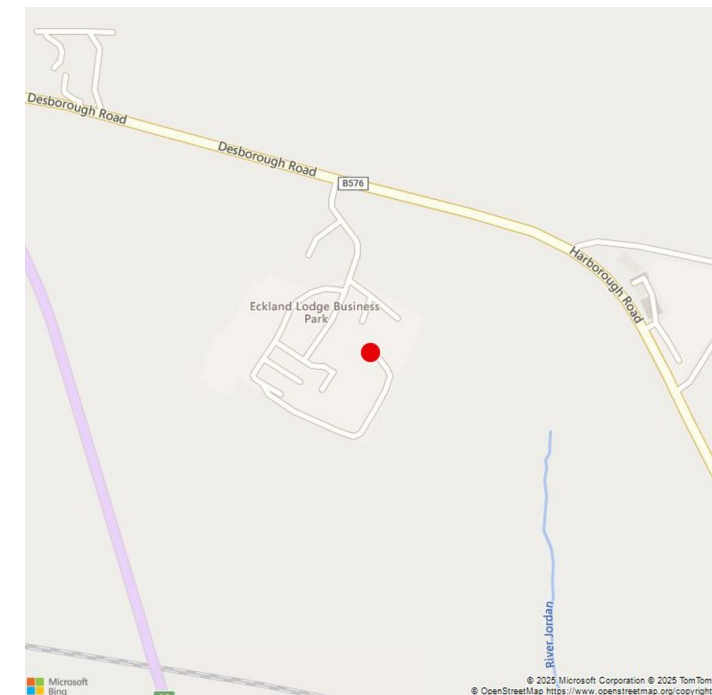 Desborough Road
Desborough Road
B576
Harborough Road
Eckland Lodge Business
Park
River Jordan
Microsoft
Bing
© 2025 Microsoft Corporation © 2025 TomTom
© OpenStreetMap https://www.openstreetmap.org/copyright